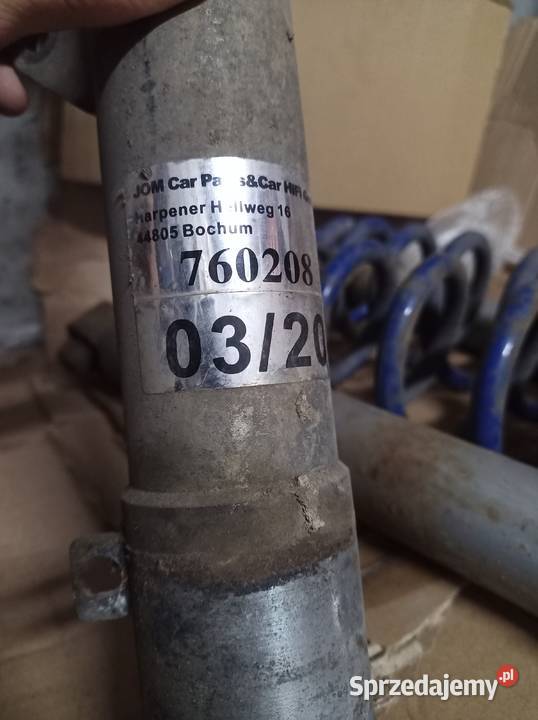 JOM Car Parts&Car HiFi
Harpener Hellweg 16
44805 Bochum
760208
03/20
Sprzedajemy.pl